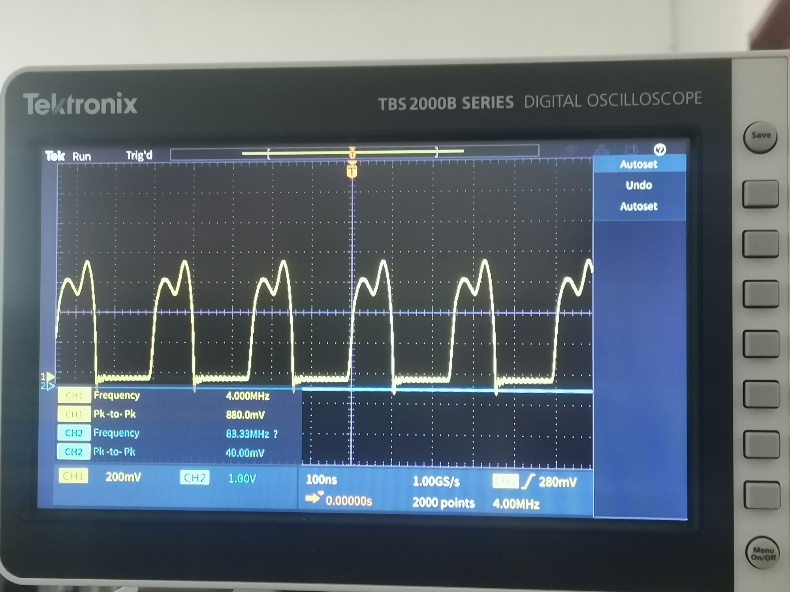 Tektronix
TBS 2000B SERIES DIGITAL OSCILLOSCOPE
Save
Tek Run Trig'd
Autoset
Undo
Autoset
T
1
2
CH1 Frequency 4.000MHz
CH1 Pk-to-Pk 880.0mV
CH2 Frequency 83.33MHz ?
CH2 Pk-to-Pk 40.00mV
CH1 200mV CH2 1.00V
100ns 1.00GS/s 280mV
0.00000s 2000 points 4.00MHz
Menu
On/Off